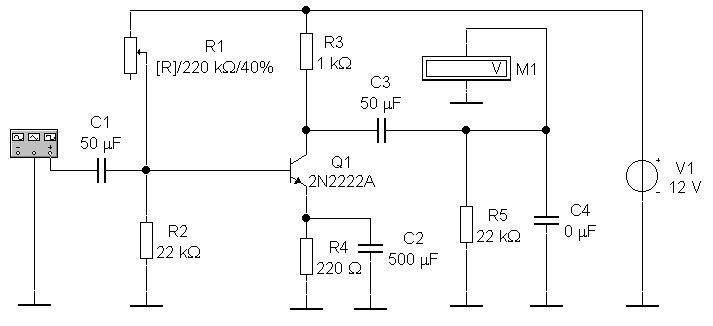 R1
[R]/220 kΩ/40%
R3
1 kΩ
V
M1
C3
50 μF
C1
50 μF
Q1
2N2222A
V1
12 V
+
-
-
+
R2
22 kΩ
R4
220 Ω
C2
500 μF
R5
22 kΩ
C4
0 μF